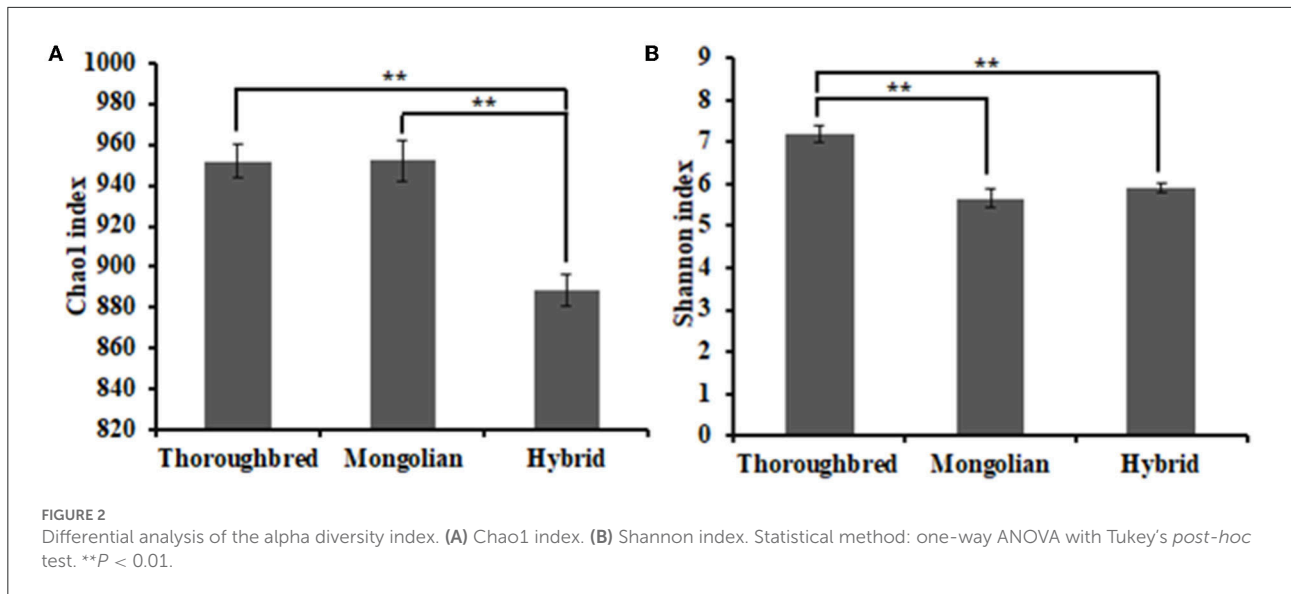 A
1000
980
960
940
920
900
880
860
840
820
Chao1 index
**
**
Thoroughbred Mongolian Hybrid
B
9
8
7
6
5
4
3
2
1
0
Shannon index
**
**
Thoroughbred Mongolian Hybrid
FIGURE 2
Differential analysis of the alpha diversity index. (A) Chao1 index. (B) Shannon index. Statistical method: one-way ANOVA with Tukey's post-hoc
test. **P < 0.01.